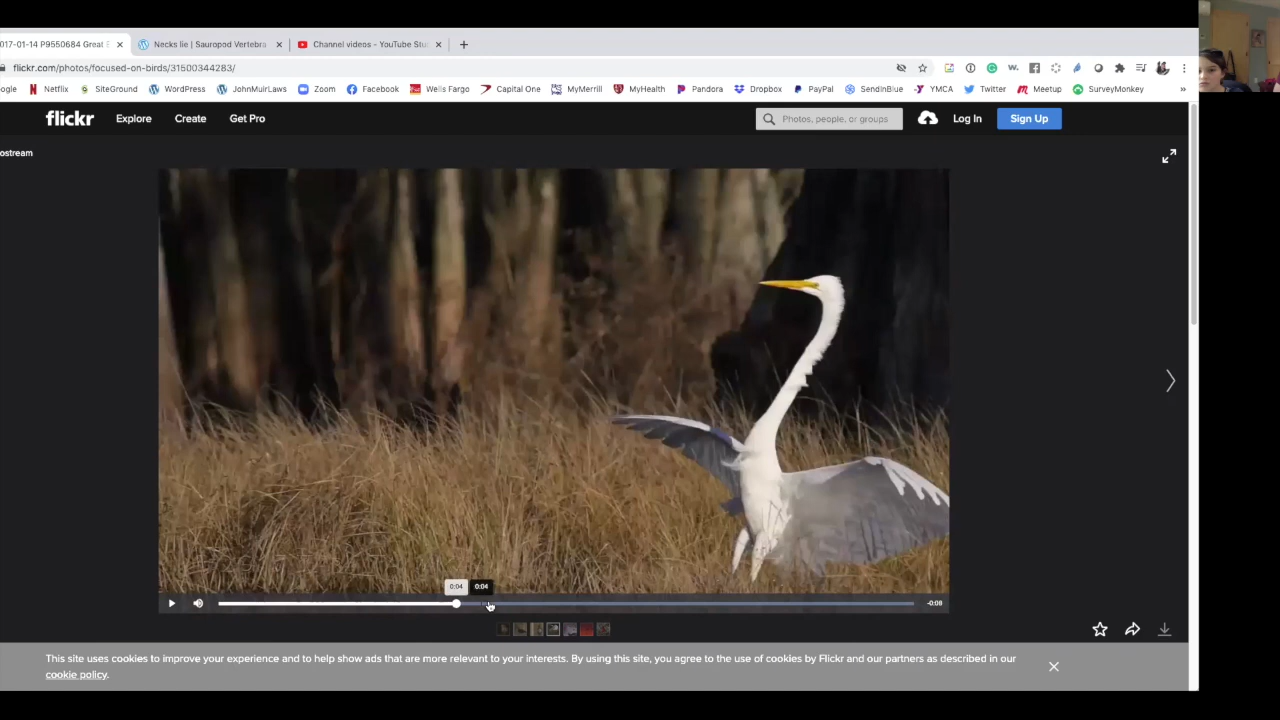 017-01-14 P9550684 Great E × Necks lie | Sauropod Vertebra × Channel videos - YouTube Stu × +
flickr.com/photos/focused-on-birds/31500344283/
ogle Netflix SiteGround WordPress JohnMuirLaws Zoom Facebook Wells Fargo Capital One MyMerrill MyHealth Pandora Dropbox PayPal SendInBlue YMCA Twitter Meetup SurveyMonkey »
flickr Explore Create Get Pro Photos, people, or groups Log In Sign Up
ostream
0:04 0:04
-0:08
This site uses cookies to improve your experience and to help show ads that are more relevant to your interests. By using this site, you agree to the use of cookies by Flickr and our partners as described in our
cookie policy.